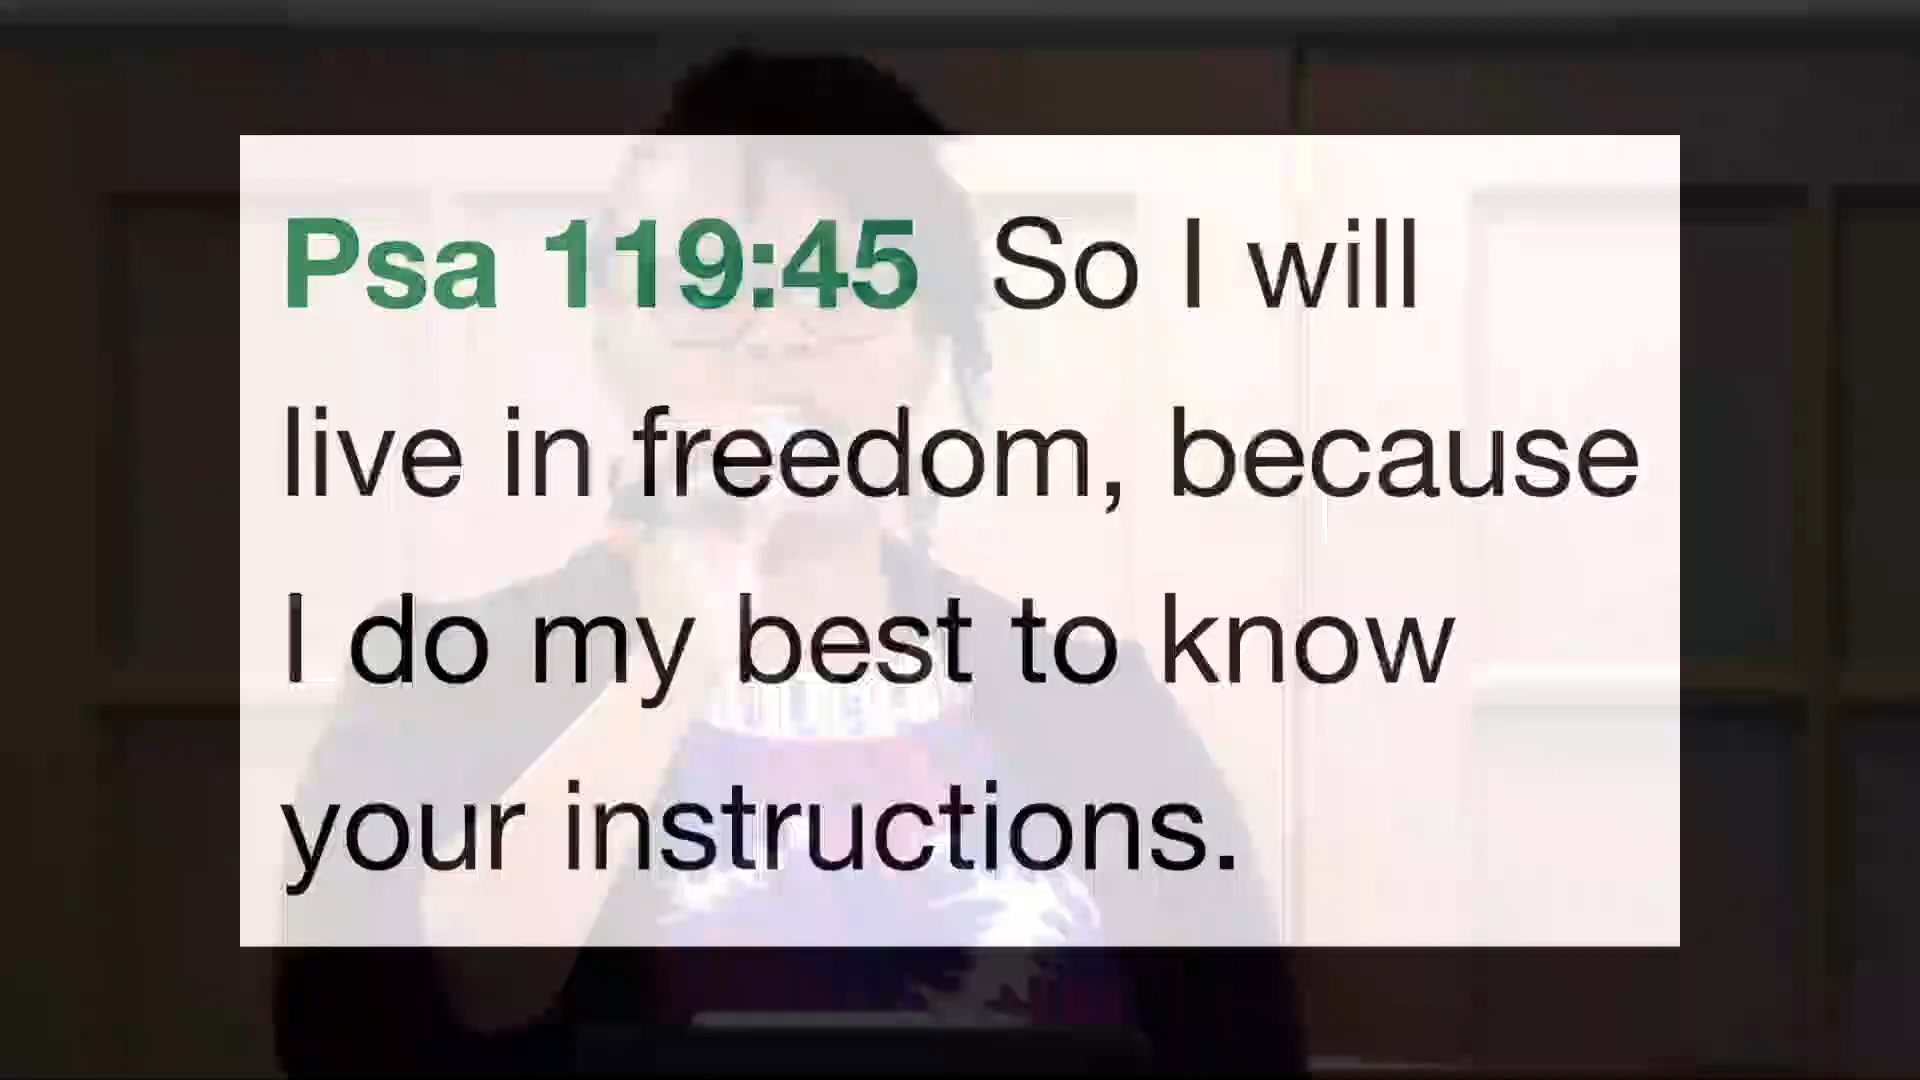 Psa 119:45 So I will
live in freedom, because
I do my best to know
your instructions.